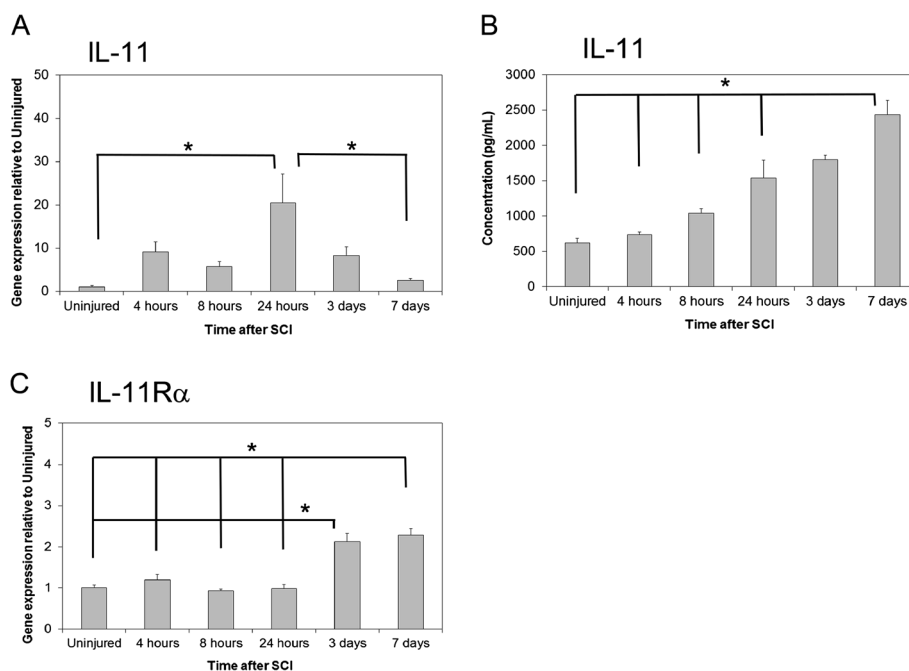 A
IL-11
Gene expression relative to Uninjured
50
40
30
20
10
0
*
*
Uninjured 4 hours 8 hours 24 hours 3 days 7 days
Time after SCI
B
IL-11
Concentration (pg/mL)
3000
2500
2000
1500
1000
500
0
*
Uninjured 4 hours 8 hours 24 hours 3 days 7 days
Time after SCI
C
IL-11Rα
Gene expression relative to Uninjured
5
4
3
2
1
0
*
*
Uninjured 4 hours 8 hours 24 hours 3 days 7 days
Time after SCI